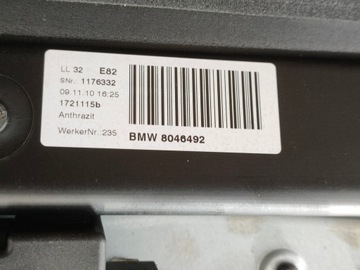 LL 32 E82
SNr.: 1176332
09.11.10 16:25
1721115b
Anthrazit
WerkerNr.:235
BMW 8046492